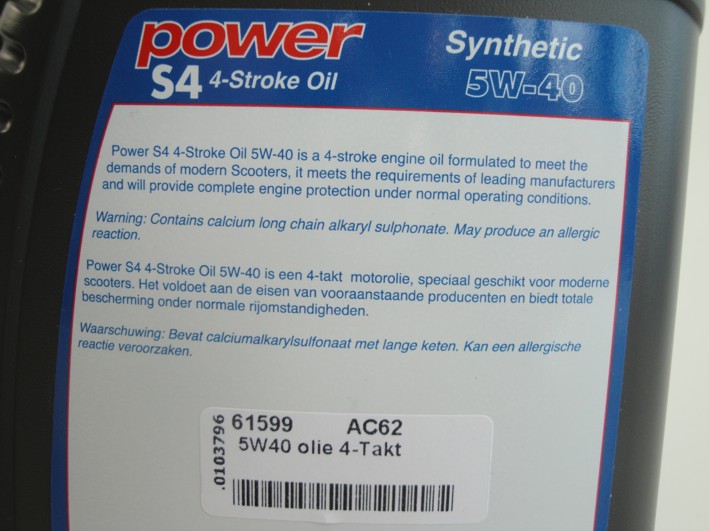 power
Synthetic
S4 4-Stroke Oil
5W-40
Power S4 4-Stroke Oil 5W-40 is a 4-stroke engine oil formulated to meet the
demands of modern Scooters, it meets the requirements of leading manufacturers
and will provide complete engine protection under normal operating conditions.
Warning: Contains calcium long chain alkaryl sulphonate. May produce an allergic
reaction.
Power S4 4-Stroke Oil 5W-40 is een 4-takt motorolie, speciaal geschikt voor moderne
scooters. Het voldoet aan de eisen van vooraanstaande producenten en biedt totale
bescherming onder normale rijomstandigheden.
Waarschuwing: Bevat calciumalkarylsulfonaat met lange keten. Kan een allergische
reactie veroorzaken.
.0103796
61599 AC62
5W40 olie 4-Takt